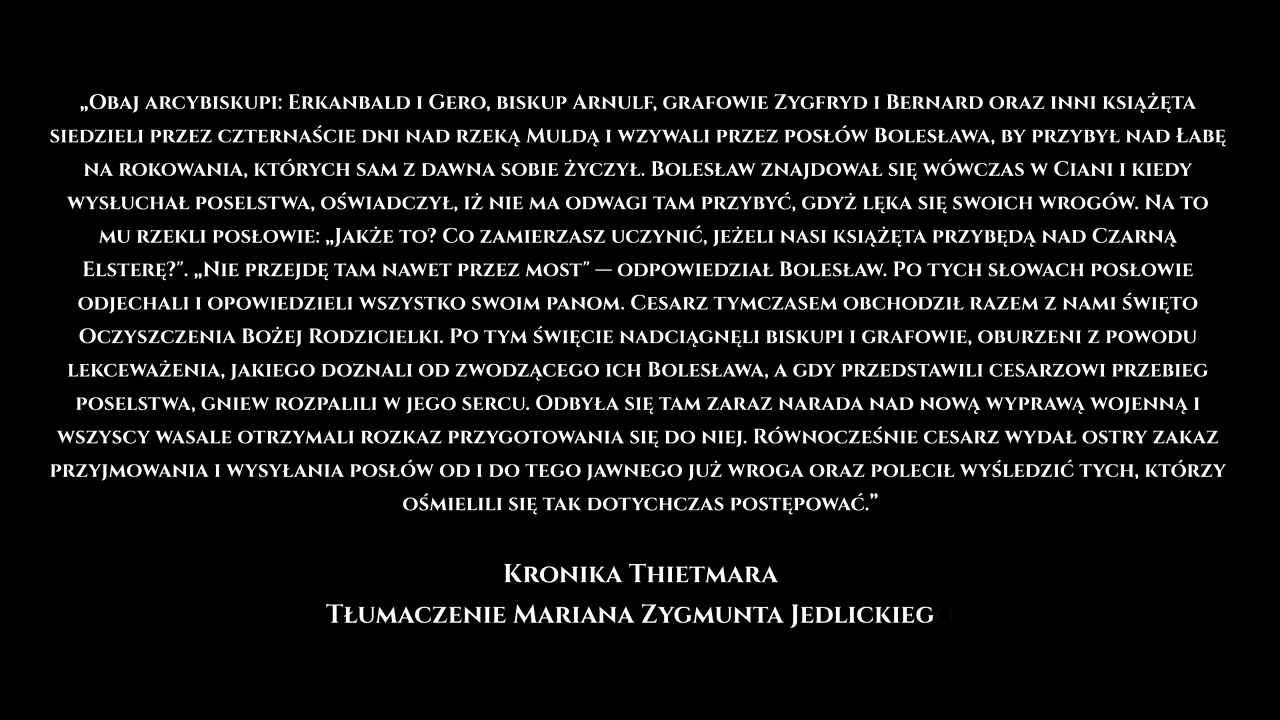 „Obaj arcybiskupi: Erkanbald i Gero, biskup Arnulf, grafowie Zygfryd i Bernard oraz inni książęta
siedzieli przez czternaście dni nad rzeką Muldą i wzywali przez posłów Bolesława, by przybył nad Łabę
na rokowania, których sam z dawna sobie życzył. Bolesław znajdował się wówczas w Ciani i kiedy
wysłuchał poselstwa, oświadczył, iż nie ma odwagi tam przybyć, gdyż lęka się swoich wrogów. Na to
mu rzekli posłowie: „Jakże to? Co zamierzasz uczynić, jeżeli nasi książęta przybędą nad Czarną
Elsterę?". „Nie przejdę tam nawet przez most" — odpowiedział Bolesław. Po tych słowach posłowie
odjechali i opowiedzieli wszystko swoim panom. Cesarz tymczasem obchodził razem z nami święto
Oczyszczenia Bożej Rodzicielki. Po tym święcie nadciągnęli biskupi i grafowie, oburzeni z powodu
lekceważenia, jakiego doznali od zwodzącego ich Bolesława, a gdy przedstawili cesarzowi przebieg
poselstwa, gniew rozpalili w jego sercu. Odbyła się tam zaraz narada nad nową wyprawą wojenną i
wszyscy wasale otrzymali rozkaz przygotowania się do niej. Równocześnie cesarz wydał ostry zakaz
przyjmowania i wysyłania posłów od i do tego jawnego już wroga oraz polecił wyśledzić tych, którzy
ośmielili się tak dotychczas postępować.”
Kronika Thietmara
Tłumaczenie Mariana Zygmunta Jedlickiego